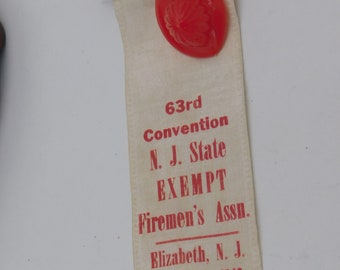 63rd
Convention
N. J. State
EXEMPT
Firemen's Assn.
Elizabeth, N. J.